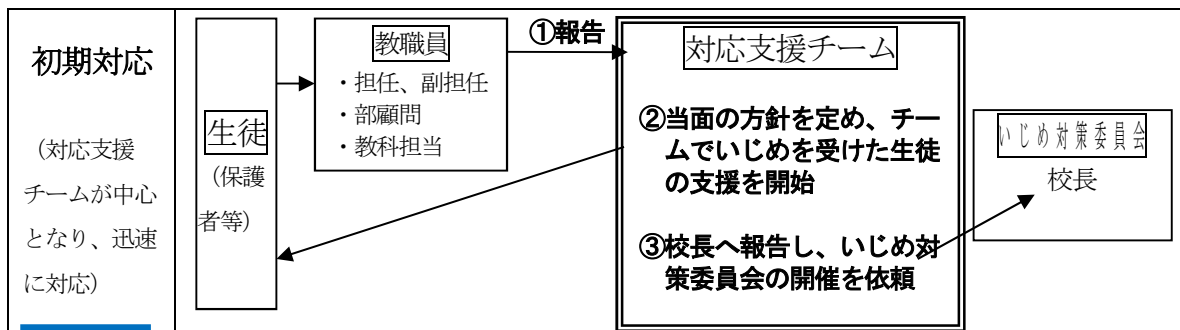 初期対応
（対応支援
チームが中心
となり、迅速
に対応）
生徒
（保護
者等）
教職員
・担任、副担任
・部顧問
・教科担当
①報告
対応支援チーム
②当面の方針を定め、チー
ムでいじめを受けた生徒
の支援を開始
③校長へ報告し、いじめ対
策委員会の開催を依頼
いじめ対策委員会
校長